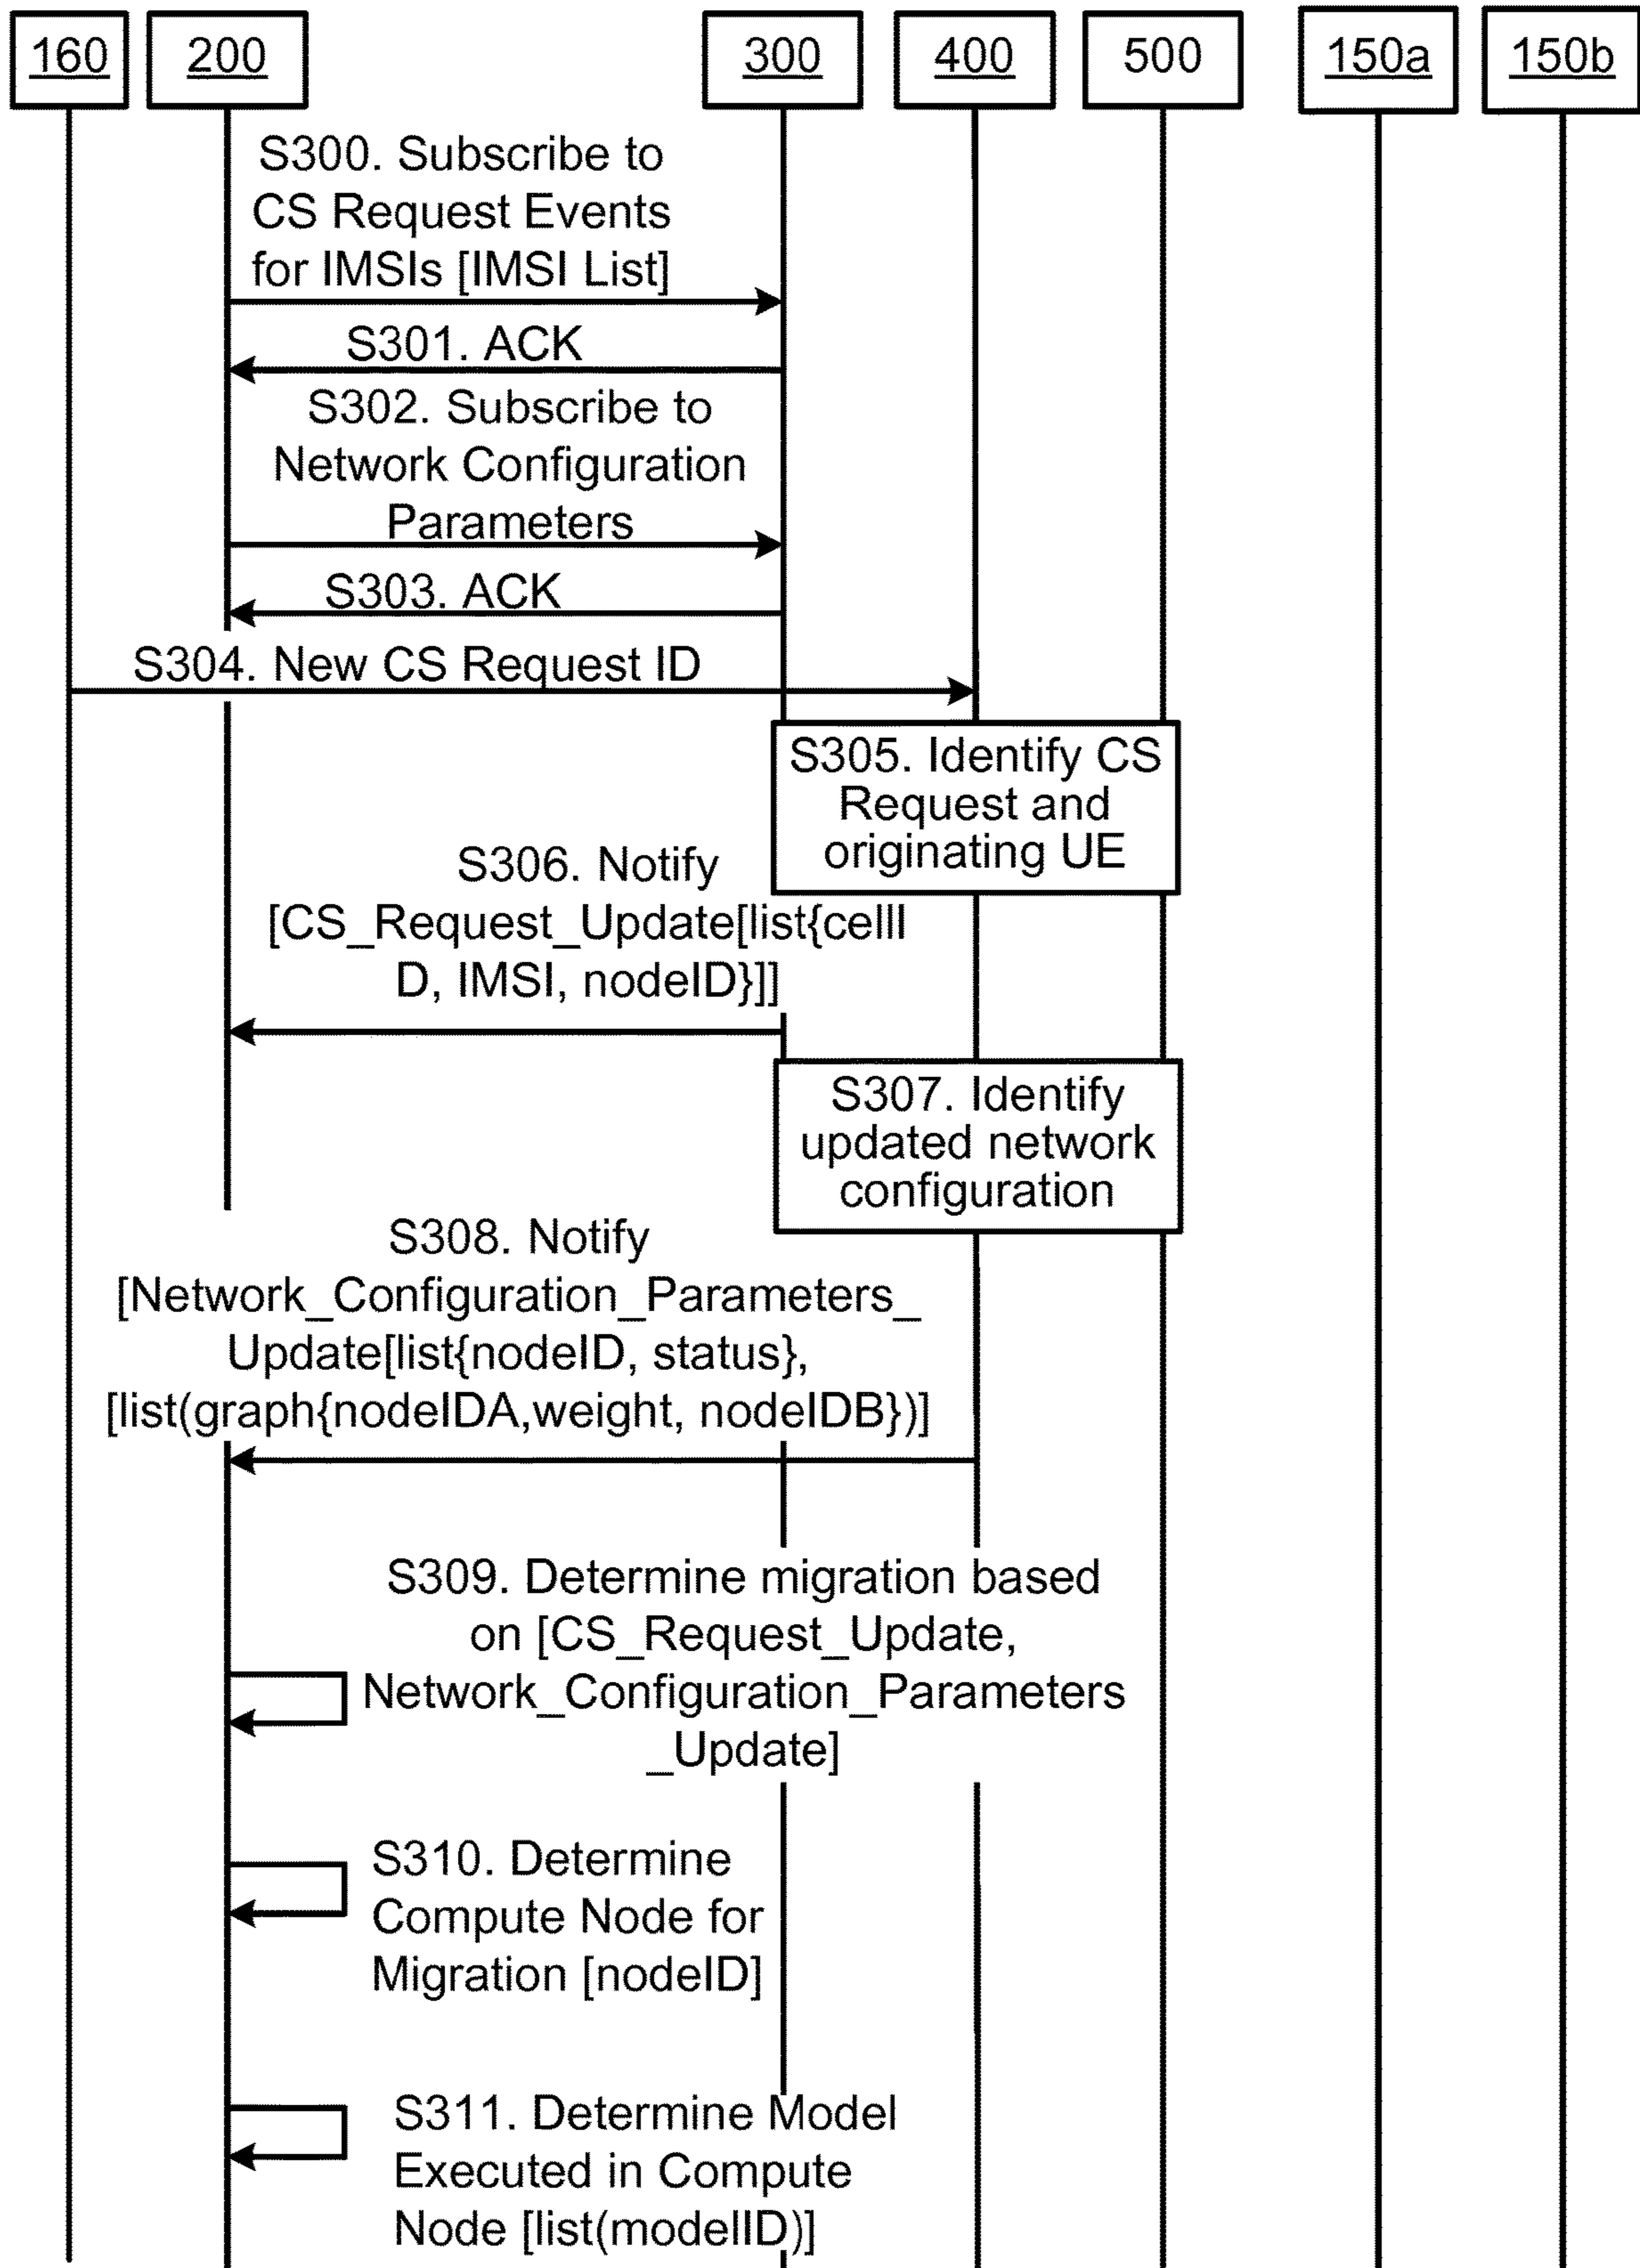 160 200 300 400 500 150a 150b
S300. Subscribe to
CS Request Events
for IMSIs [IMSI List]
S301. ACK
S302. Subscribe to
Network Configuration
Parameters
S303. ACK
S304. New CS Request ID
S305. Identify CS
Request and
originating UE
S306. Notify
[CS_Request_Update[list{cellI
D, IMSI, nodeID}]]
S307. Identify
updated network
configuration
S308. Notify
[Network_Configuration_Parameters_
Update[list{nodeID, status},
[list(graph{nodeIDA,weight, nodeIDB})]
S309. Determine migration based
on [CS_Request_Update,
Network_Configuration_Parameters
_Update]
S310. Determine
Compute Node for
Migration [nodeID]
S311. Determine Model
Executed in Compute
Node [list(modelID)]